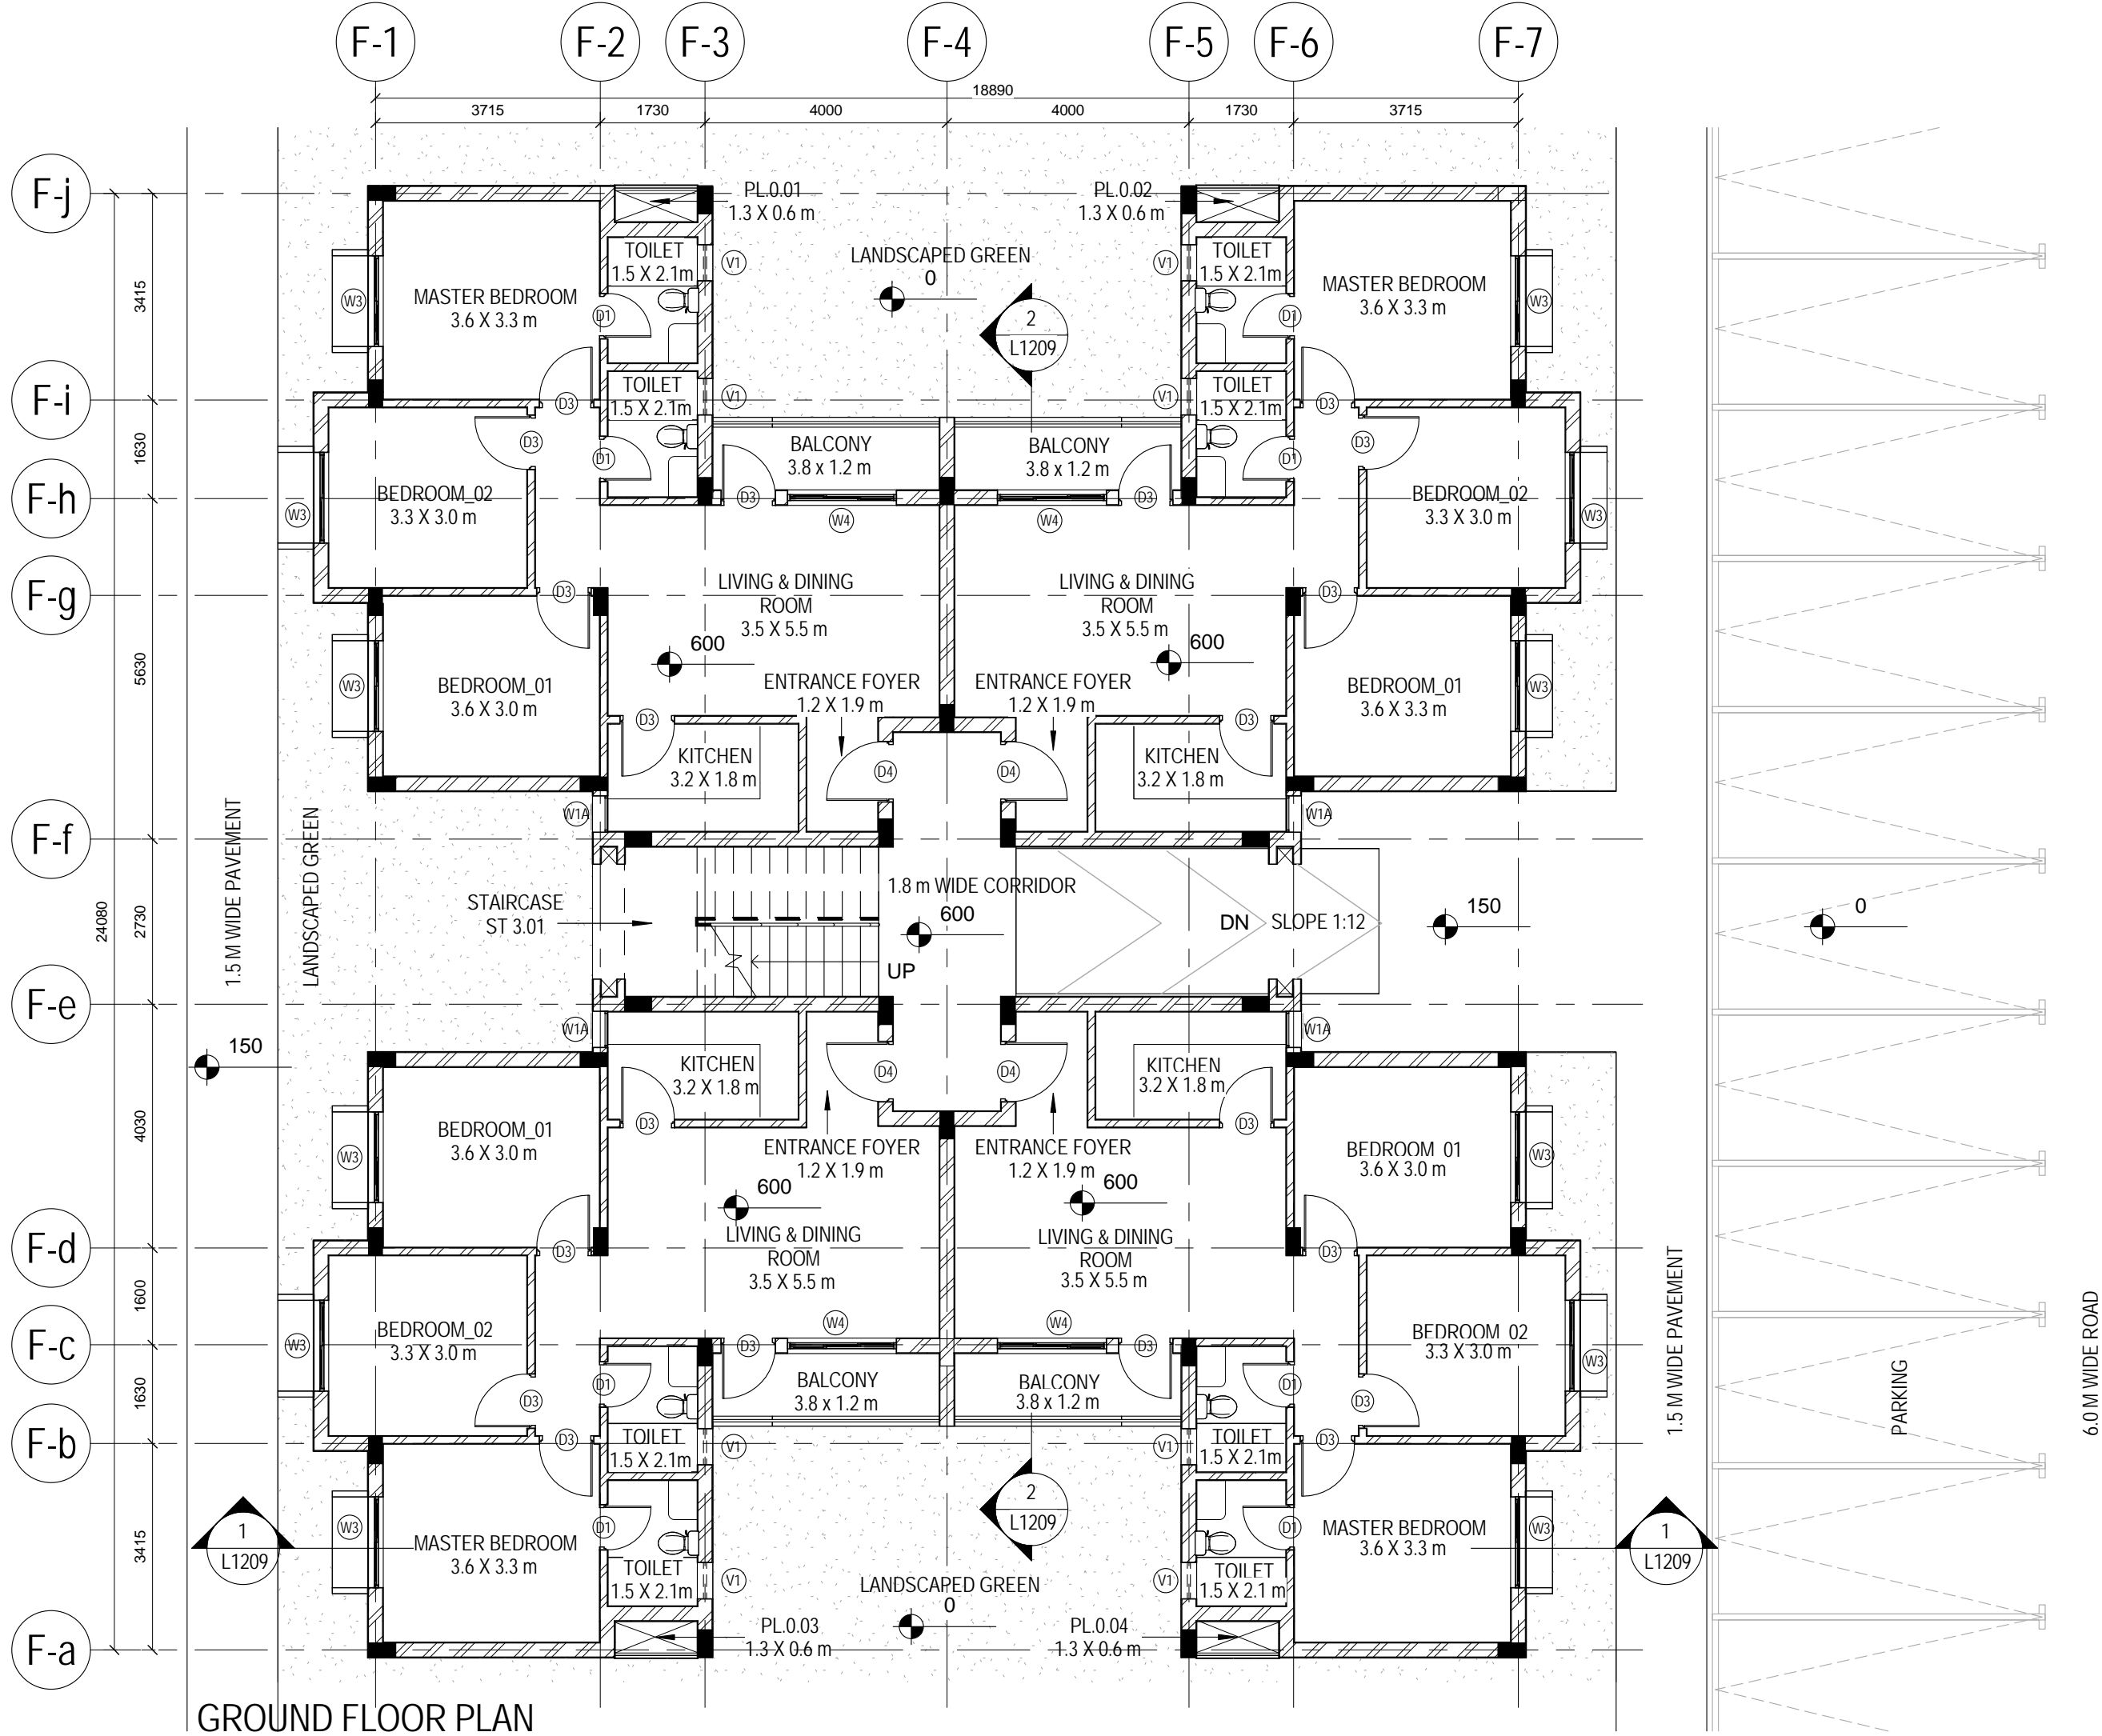 F-1 F-2 F-3 F-4 F-5 F-6 F-7
18890
3715 1730 4000 4000 1730 3715
F-j
F-i
F-h
F-g
F-f
F-e
F-d
F-c
F-b
F-a
24080
3415
1630
5630
2730
4030
1600
1630
3415
PL.0.01
1.3 X 0.6 m
PL.0.02
1.3 X 0.6 m
TOILET
1.5 X 2.1m
V1
LANDSCAPED GREEN
0
V1
TOILET
1.5 X 2.1m
W3
MASTER BEDROOM
3.6 X 3.3 m
D1
2
L1209
D1
MASTER BEDROOM
3.6 X 3.3 m
W3
TOILET
1.5 X 2.1m
V1
V1
TOILET
1.5 X 2.1m
D3
D3
D3
D1
BALCONY
3.8 x 1.2 m
BALCONY
3.8 x 1.2 m
D1
D3
W3
BEDROOM_02
3.3 X 3.0 m
D3
W4
W4
D3
BEDROOM_02
3.3 X 3.0 m
W3
D3
LIVING & DINING
ROOM
3.5 X 5.5 m
LIVING & DINING
ROOM
3.5 X 5.5 m
D3
600
600
W3
BEDROOM_01
3.6 X 3.0 m
ENTRANCE FOYER
1.2 X 1.9 m
ENTRANCE FOYER
1.2 X 1.9 m
BEDROOM_01
3.6 X 3.3 m
W3
D3
D3
KITCHEN
3.2 X 1.8 m
D4
D4
KITCHEN
3.2 X 1.8 m
W1A
W1A
1.5 M WIDE PAVEMENT
LANDSCAPED GREEN
STAIRCASE
ST 3.01
1.8 m WIDE CORRIDOR
600
UP
DN
SLOPE 1:12
150
0
150
W1A
W1A
KITCHEN
3.2 X 1.8 m
D4
D4
KITCHEN
3.2 X 1.8 m
D3
D3
W3
BEDROOM_01
3.6 X 3.0 m
ENTRANCE FOYER
1.2 X 1.9 m
ENTRANCE FOYER
1.2 X 1.9 m
BEDROOM_01
3.6 X 3.0 m
W3
600
600
D3
LIVING & DINING
ROOM
3.5 X 5.5 m
LIVING & DINING
ROOM
3.5 X 5.5 m
D3
W3
BEDROOM_02
3.3 X 3.0 m
D3
W4
W4
D3
BEDROOM_02
3.3 X 3.0 m
W3
D3
D1
BALCONY
3.8 x 1.2 m
BALCONY
3.8 x 1.2 m
D1
D3
D3
TOILET
1.5 X 2.1m
V1
V1
TOILET
1.5 X 2.1m
D3
1
L1209
W3
MASTER BEDROOM
3.6 X 3.3 m
D1
2
L1209
D1
MASTER BEDROOM
3.6 X 3.3 m
W3
1
L1209
TOILET
1.5 X 2.1m
V1
LANDSCAPED GREEN
0
V1
TOILET
1.5 X 2.1 m
PL.0.03
1.3 X 0.6 m
PL.0.04
1.3 X 0.6 m
1.5 M WIDE PAVEMENT
PARKING
6.0 M WIDE ROAD
GROUND FLOOR PLAN